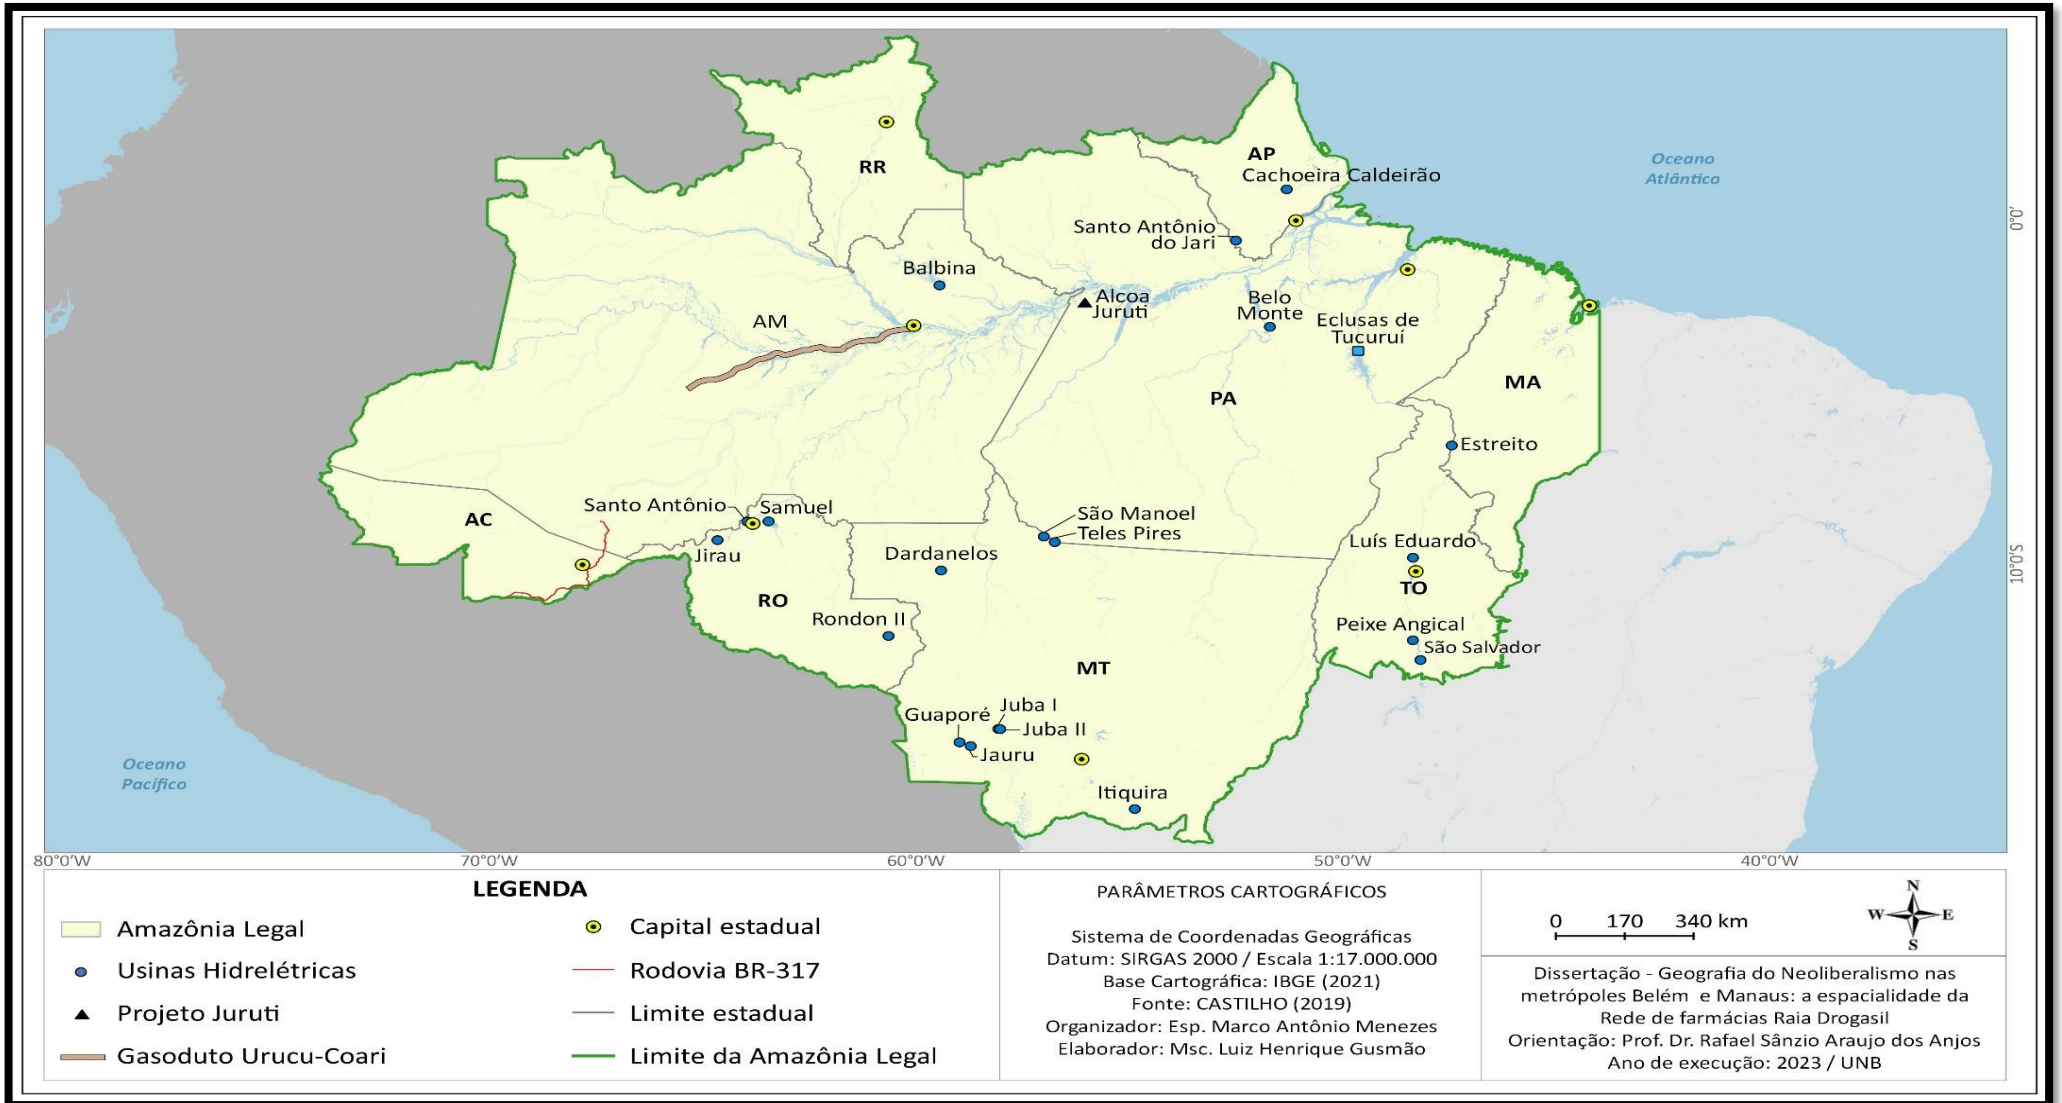 RR
AP
Cachoeira Caldeirão
Oceano
Atlântico
0°0'
Santo Antônio
do Jari
Balbina
Alcoa
Juruti
Belo
Monte
Eclusas de
Tucuruí
AM
MA
PA
Estreito
Santo Antônio
Samuel
AC
São Manoel
Teles Pires
Jirau
Dardanelos
Luís Eduardo
TO
10°S
RO
Rondon II
Peixe Angical
São Salvador
MT
Guaporé
Juba I
Juba II
Jauru
Oceano
Pacífico
Itiquira
80°0'W
70°0'W
60°0'W
50°0'W
40°0'W
LEGENDA
Amazônia Legal
Usinas Hidrelétricas
Projeto Juruti
Gasoduto Urucu-Coari
Capital estadual
Rodovia BR-317
Limite estadual
Limite da Amazônia Legal
PARÂMETROS CARTOGRÁFICOS
Sistema de Coordenadas Geográficas
Datum: SIRGAS 2000 / Escala 1:17.000.000
Base Cartográfica: IBGE (2021)
Fonte: CASTILHO (2019)
Organizador: Esp. Marco Antônio Menezes
Elaborador: Msc. Luiz Henrique Gusmão
0 170 340 km
N
W E
S
Dissertação - Geografia do Neoliberalismo nas
metrópoles Belém e Manaus: a espacialidade da
Rede de farmácias Raia Drogasil
Orientação: Prof. Dr. Rafael Sânzio Araujo dos Anjos
Ano de execução: 2023 / UNB